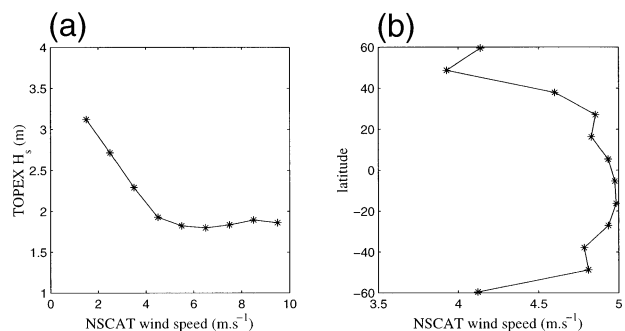 (a)
4
3.5
3
2.5
2
1.5
1
TOPEX Hs (m)
0 2 4 6 8 10
NSCAT wind speed (m.s⁻¹)
(b)
60
40
20
0
−20
−40
−60
latitude
3.5 4 4.5 5
NSCAT wind speed (m.s⁻¹)